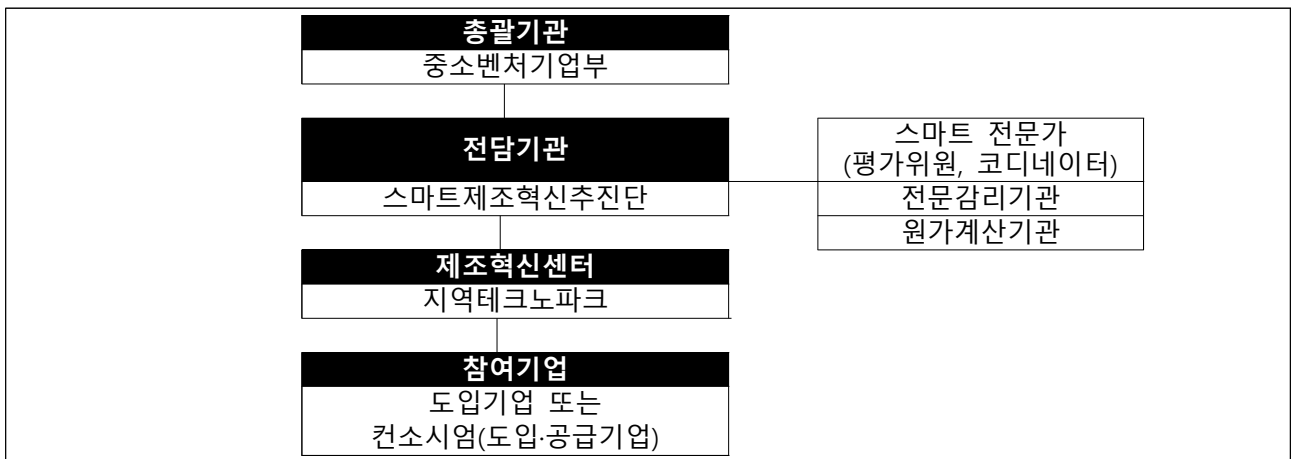 총괄기관
중소벤처기업부
전담기관
스마트제조혁신추진단
스마트 전문가
(평가위원, 코디네이터)
전문감리기관
원가계산기관
제조혁신센터
지역테크노파크
참여기업
도입기업 또는
컨소시엄(도입·공급기업)